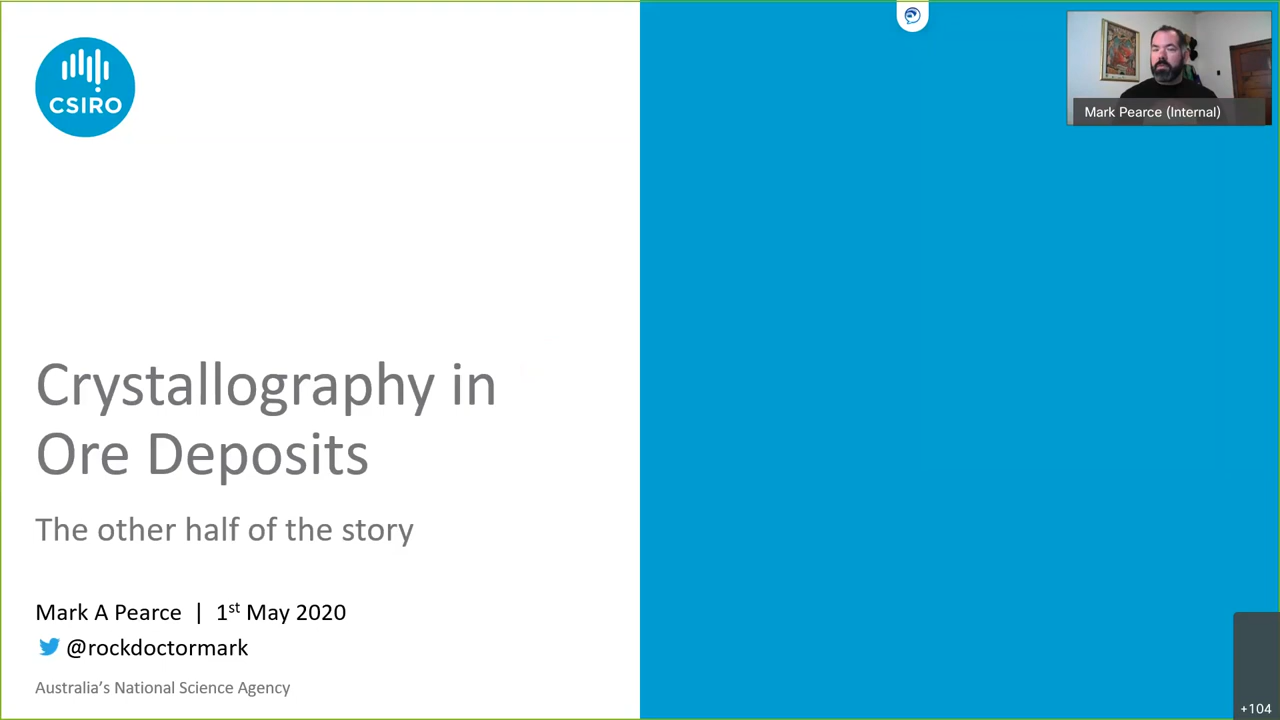 CSIRO
Mark Pearce (Internal)
Crystallography in
Ore Deposits
The other half of the story
Mark A Pearce | 1st May 2020
@rockdoctormark
Australia's National Science Agency
+104